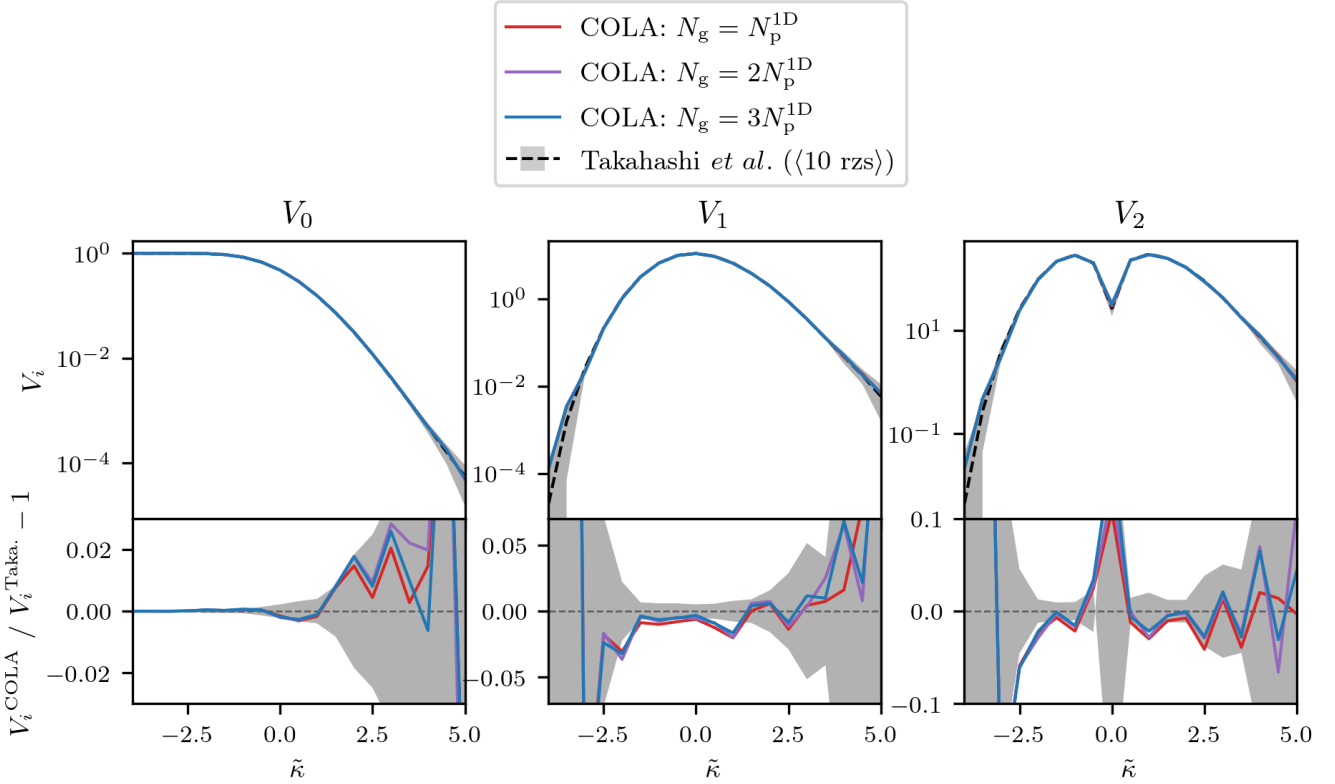 COLA: N_g = N_p^1D
COLA: N_g = 2N_p^1D
COLA: N_g = 3N_p^1D
Takahashi et al. (⟨10 rzs⟩)
V_0 V_1 V_2
V_i
10^0
10^−2
10^−4
10^0
10^−2
10^−4
10^1
10^−1
V_i^COLA / V_i^Taka. − 1
0.02
0.00
−0.02
0.05
0.00
−0.05
0.1
0.0
−0.1
−2.5 0.0 2.5 5.0
−2.5 0.0 2.5 5.0
−2.5 0.0 2.5 5.0
κ̃ κ̃ κ̃